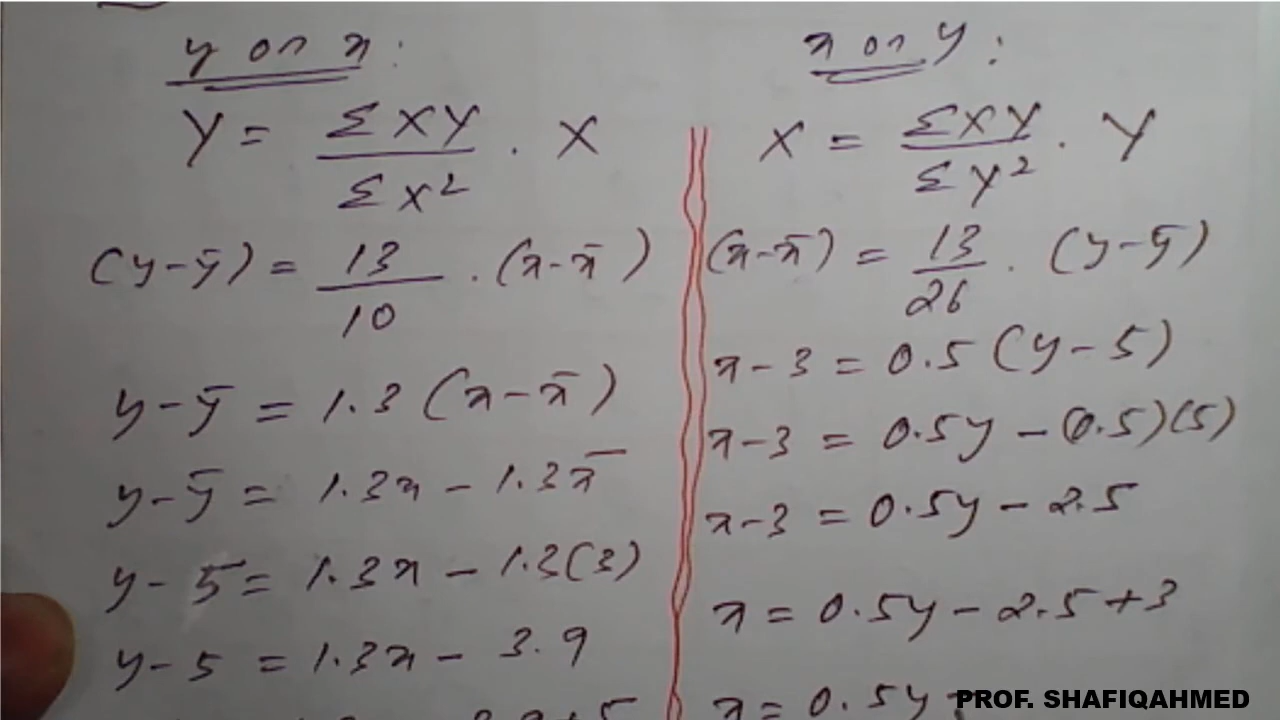 y on x :
Y = ΣXY / ΣX² . X
(y-ȳ) = 13/10 . (x-x̄)
y-ȳ = 1.3 (x-x̄)
y-ȳ = 1.3x - 1.3x̄
y-5 = 1.3x - 1.3(3)
y-5 = 1.3x - 3.9
x on y :
X = ΣXY / ΣY² . Y
(x-x̄) = 13/26 . (y-ȳ)
x-3 = 0.5 (y-5)
x-3 = 0.5y - (0.5)(5)
x-3 = 0.5y - 2.5
x = 0.5y - 2.5 + 3
x = 0.5y
PROF. SHAFIQAHMED